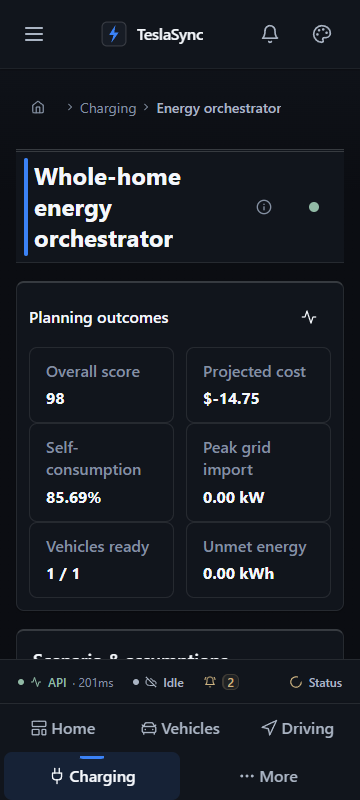 TeslaSync
Charging
Energy orchestrator
Whole-home
energy
orchestrator
Planning outcomes
Overall score
98
Projected cost
$-14.75
Self-
consumption
85.69%
Peak grid
import
0.00 kW
Vehicles ready
1 / 1
Unmet energy
0.00 kWh
Scenario & assumptions
API · 201ms
Idle
2
Status
Home
Vehicles
Driving
Charging
More